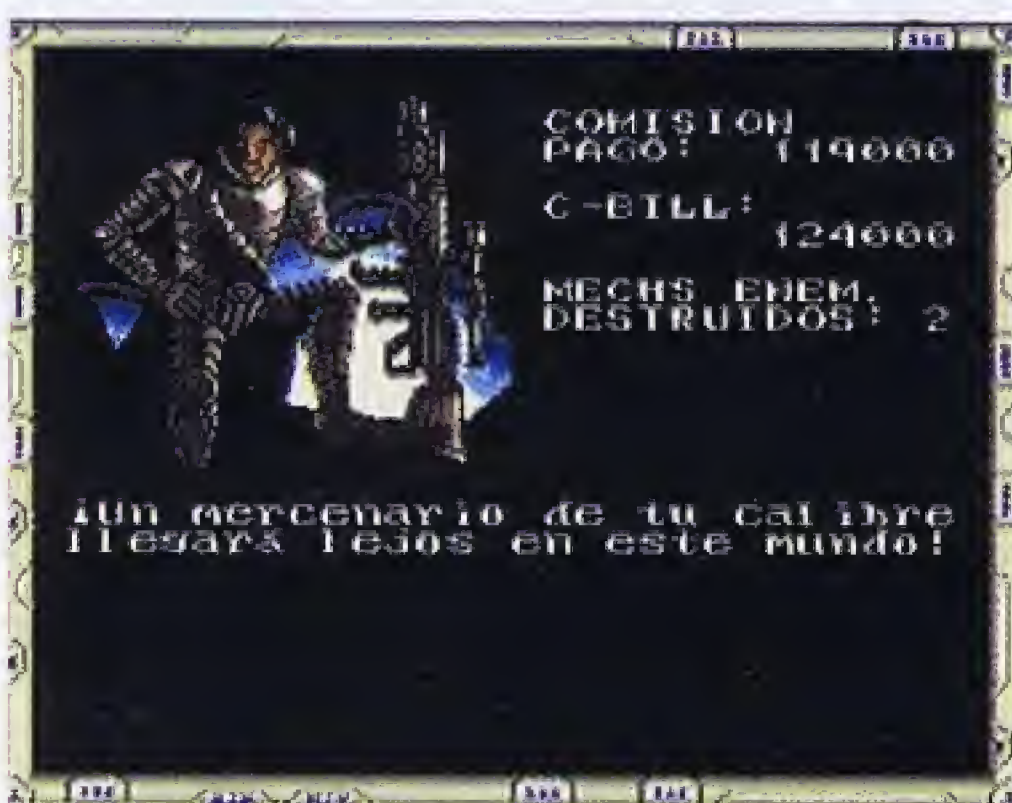 COMISION
PAGO: 119000
C-BILL:
124000
MECHS ENEM.
DESTRUIDOS: 2
¡Un mercenario de tu calibre
llegará lejos en este mundo!